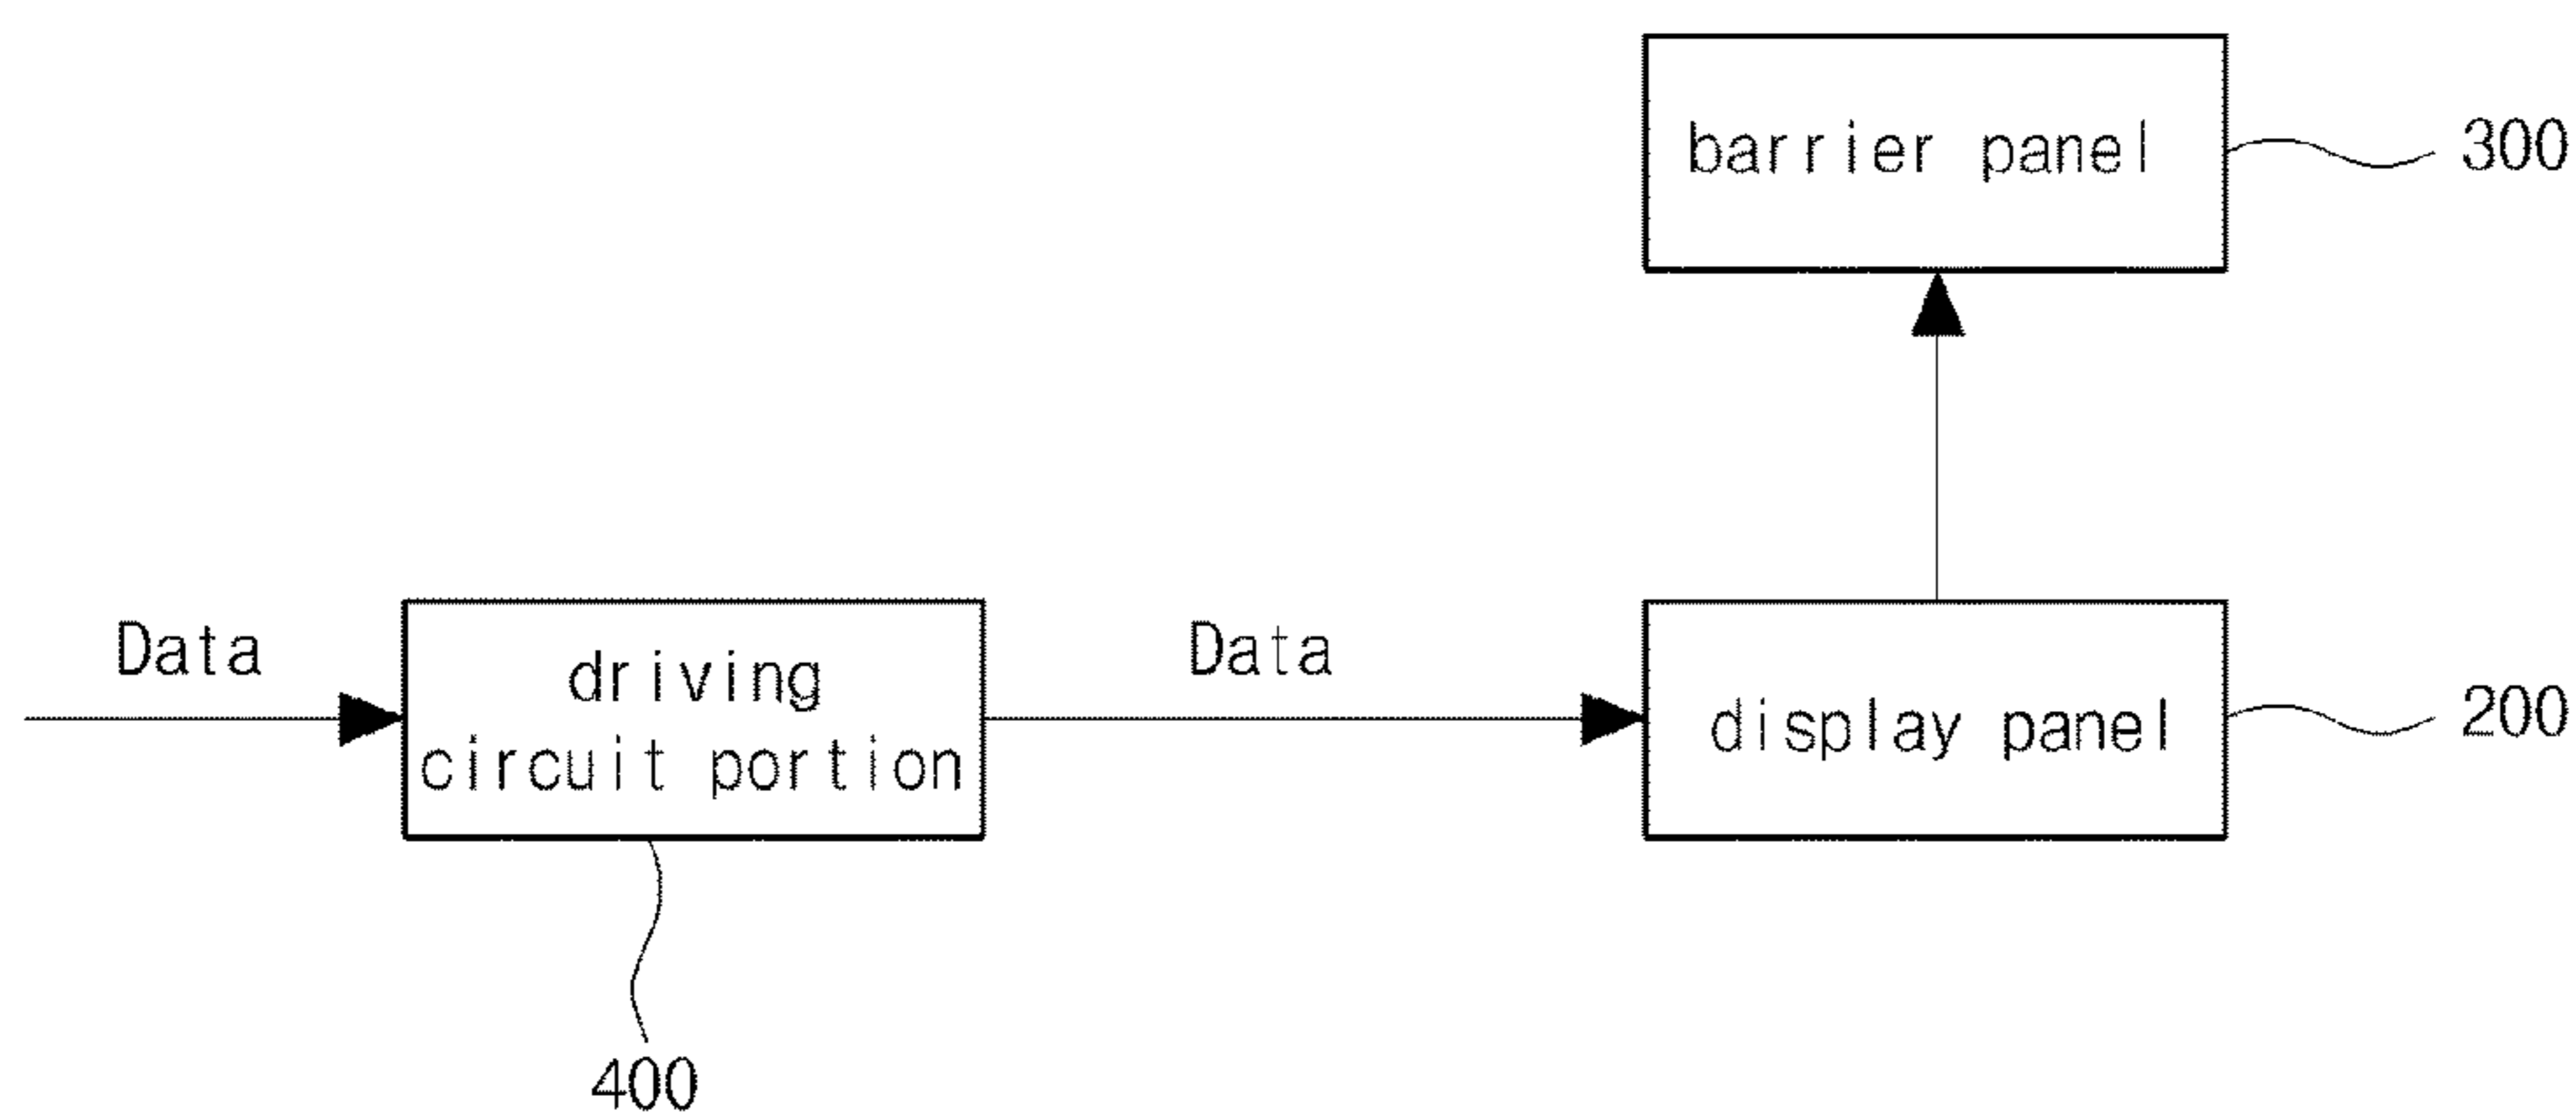 barrier panel
300
Data
driving
circuit portion
Data
display panel
200
400